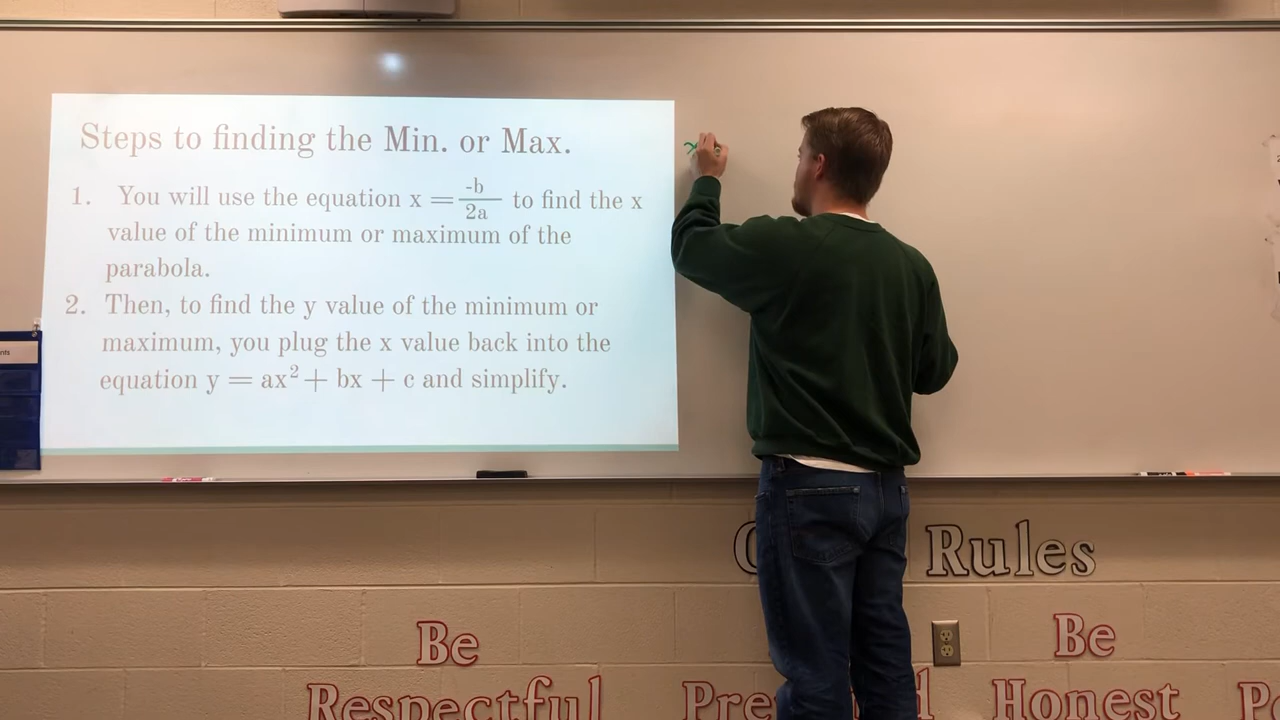 Steps to finding the Min. or Max.
1. You will use the equation x = -b/2a to find the x
value of the minimum or maximum of the
parabola.
2. Then, to find the y value of the minimum or
maximum, you plug the x value back into the
equation y = ax² + bx + c and simplify.
x
nts
Rules
Be
Be
Respectful
Honest